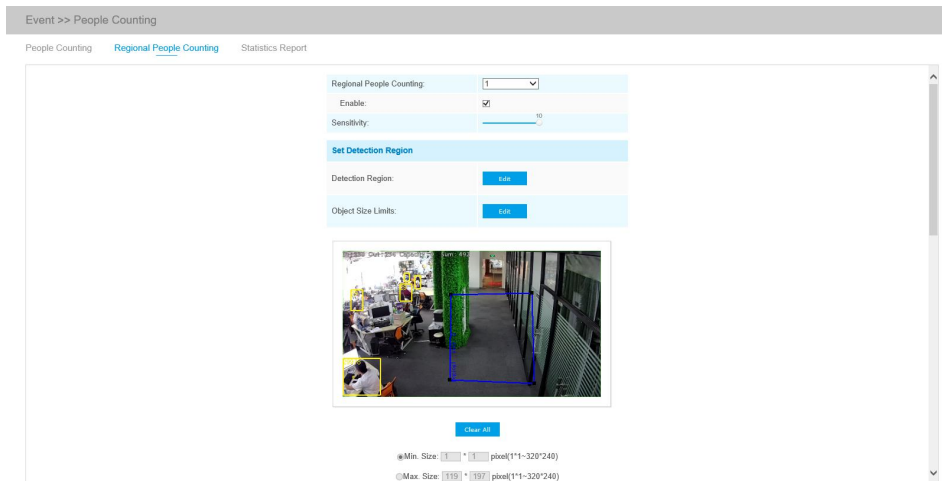 Event >> People Counting
People Counting Regional People Counting Statistics Report
Regional People Counting: 1
Enable:
Sensitivity: 10
Set Detection Region
Detection Region: Edit
Object Size Limits: Edit
Sum:
Clear All
Min. Size: 1 * 1 pixel(1*1~320*240)
Max. Size: 119 * 197 pixel(1*1~320*240)